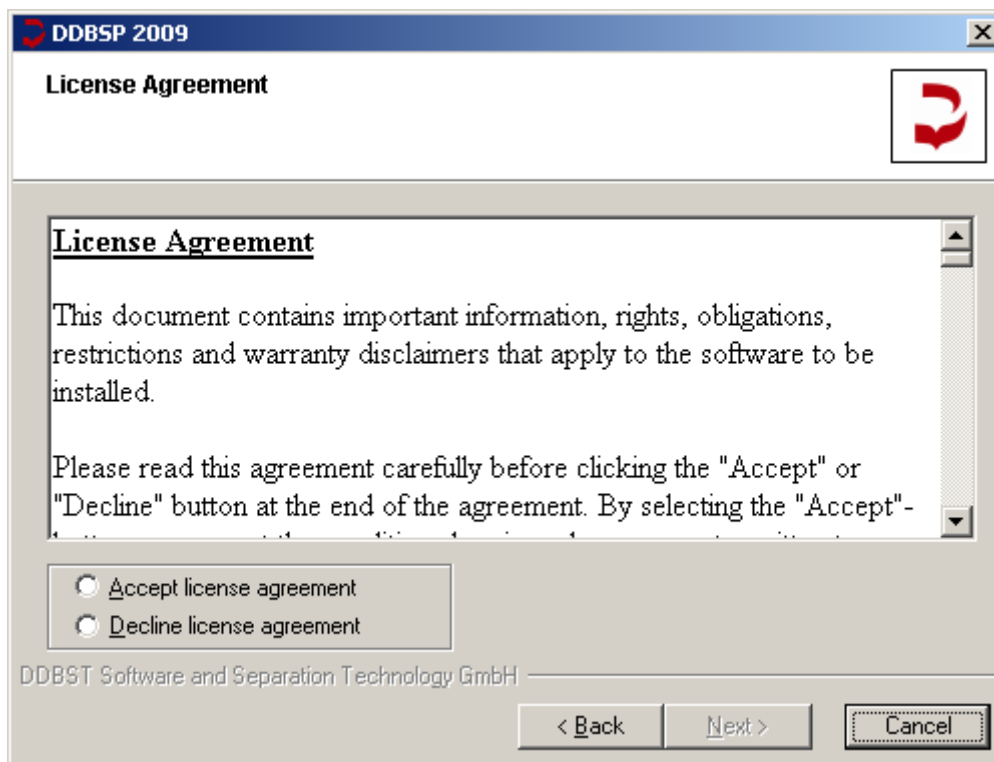 DDBSP 2009
License Agreement
License Agreement
This document contains important information, rights, obligations,
restrictions and warranty disclaimers that apply to the software to be
installed.
Please read this agreement carefully before clicking the "Accept" or
"Decline" button at the end of the agreement. By selecting the "Accept"-
Accept license agreement
Decline license agreement
DDBST Software and Separation Technology GmbH
< Back
Next >
Cancel